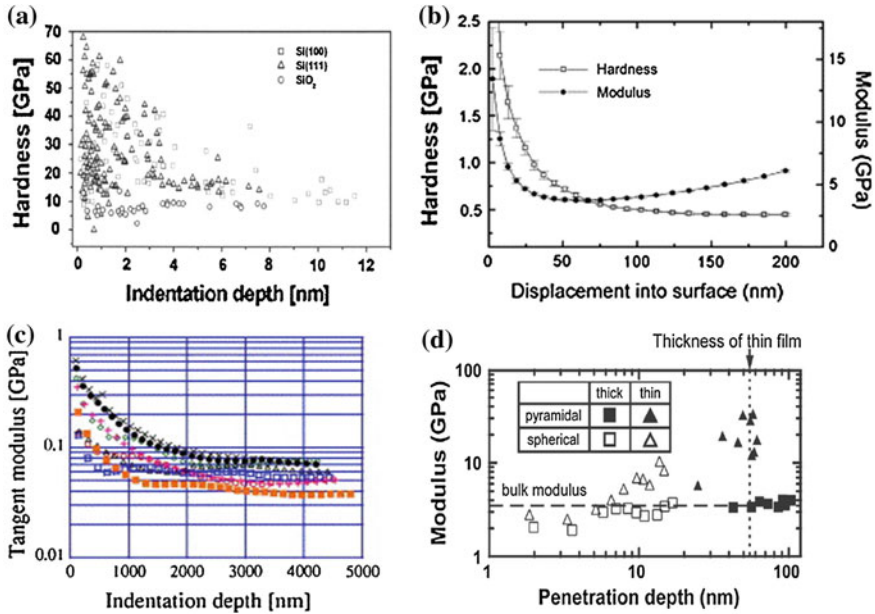 (a)
Hardness [GPa]
70
60
50
40
30
20
10
0
Si(100)
Si(111)
SiO2
0 2 4 6 8 10 12
Indentation depth [nm]
(b)
Hardness [GPa]
2.5
2.0
1.5
1.0
0.5
Hardness
Modulus
15
10
5
0
Modulus (GPa)
0 50 100 150 200
Displacement into surface (nm)
(c)
Tangent modulus [GPa]
1
0.1
0.01
0 1000 2000 3000 4000 5000
Indentation depth [nm]
(d)
Thickness of thin film
Modulus (GPa)
100
10
1
thick thin
pyramidal
spherical
bulk modulus
1 10 100
Penetration depth (nm)